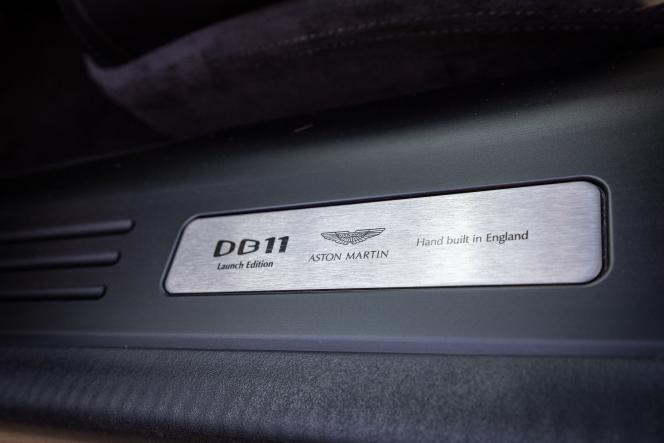 DB11
Launch Edition
ASTON MARTIN
Hand built in England